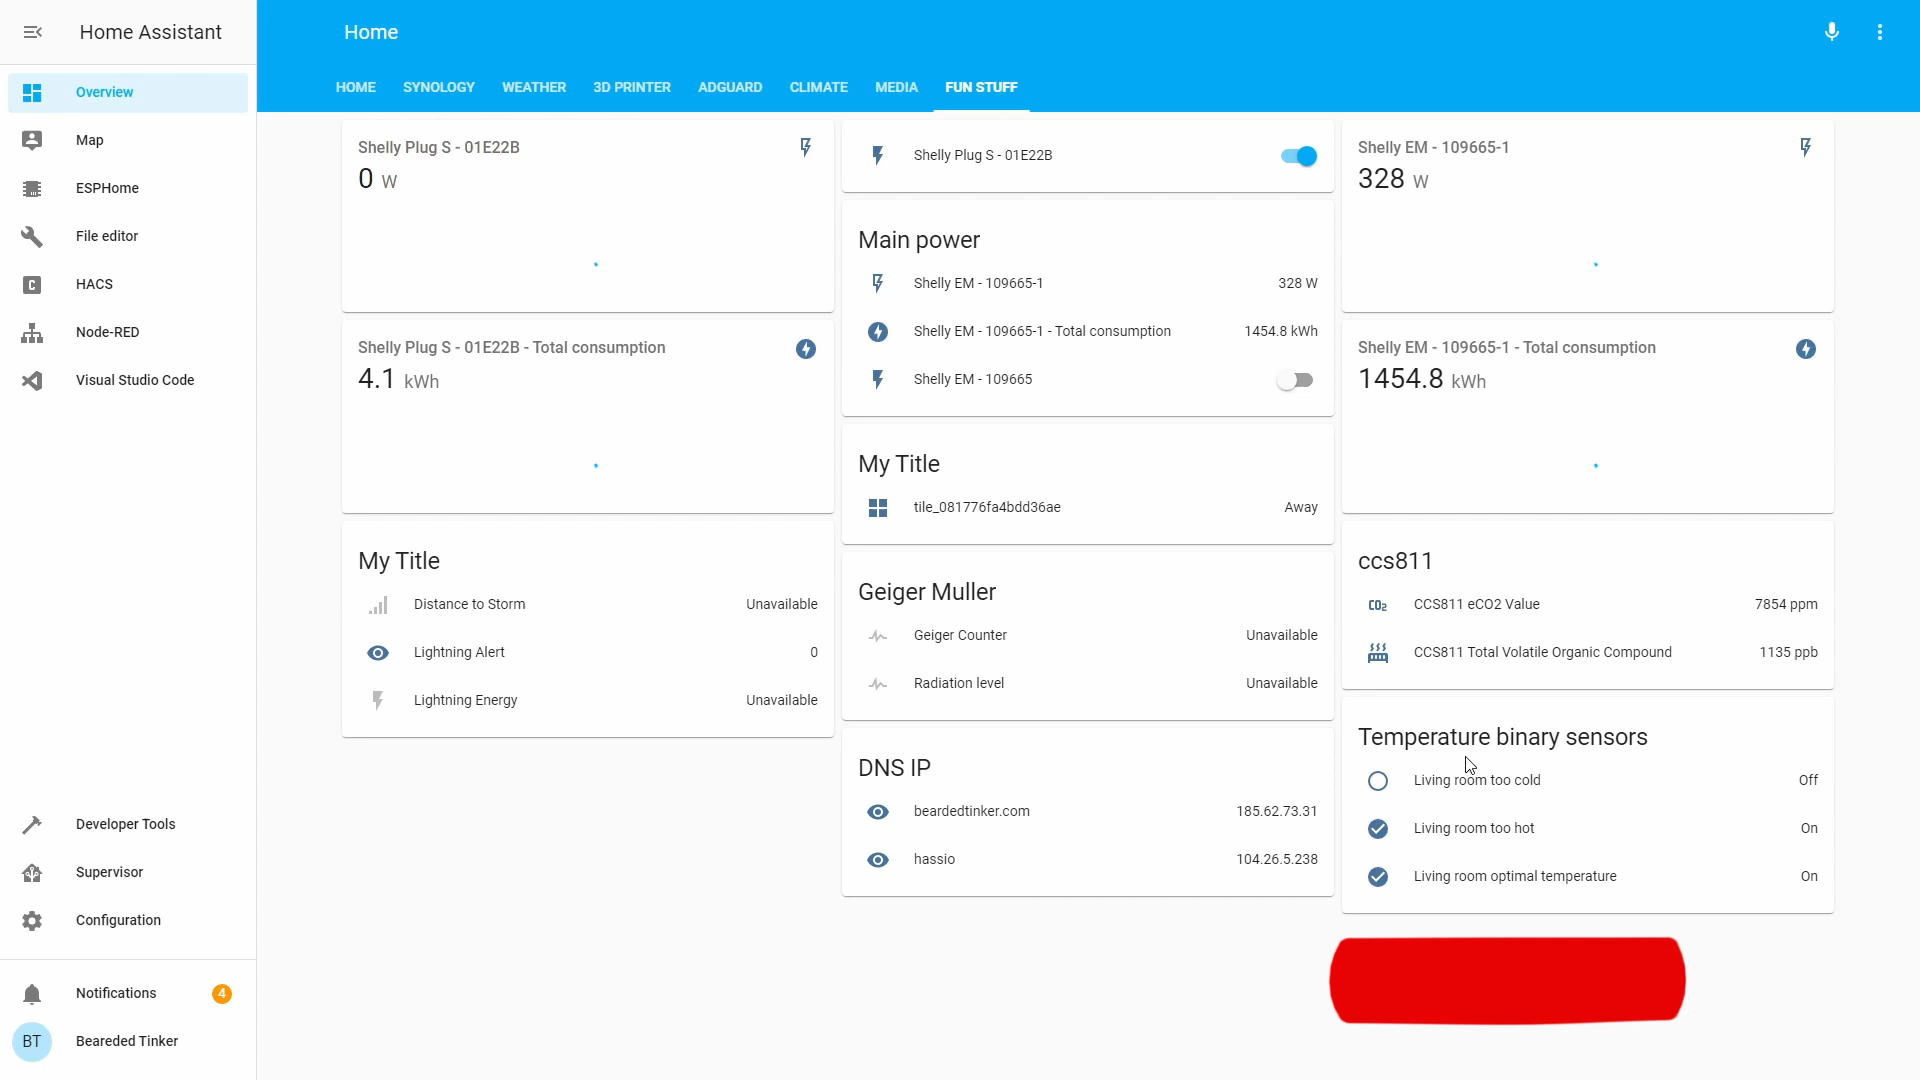 Home Assistant
Overview
Map
ESPHome
File editor
C HACS
Node-RED
Visual Studio Code
Developer Tools
Supervisor
Configuration
Notifications 4
BT Beareded Tinker
Home
HOME SYNOLOGY WEATHER 3D PRINTER ADGUARD CLIMATE MEDIA FUN STUFF
Shelly Plug S - 01E22B
0 W
Shelly Plug S - 01E22B - Total consumption
4.1 kWh
My Title
Distance to Storm Unavailable
Lightning Alert 0
Lightning Energy Unavailable
Shelly Plug S - 01E22B
Main power
Shelly EM - 109665-1 328 W
Shelly EM - 109665-1 - Total consumption 1454.8 kWh
Shelly EM - 109665
My Title
tile_081776fa4bdd36ae Away
Geiger Muller
Geiger Counter Unavailable
Radiation level Unavailable
DNS IP
beardedtinker.com 185.62.73.31
hassio 104.26.5.238
Shelly EM - 109665-1
328 W
Shelly EM - 109665-1 - Total consumption
1454.8 kWh
ccs811
CO2 CCS811 eCO2 Value 7854 ppm
CCS811 Total Volatile Organic Compound 1135 ppb
Temperature binary sensors
Living room too cold Off
Living room too hot On
Living room optimal temperature On